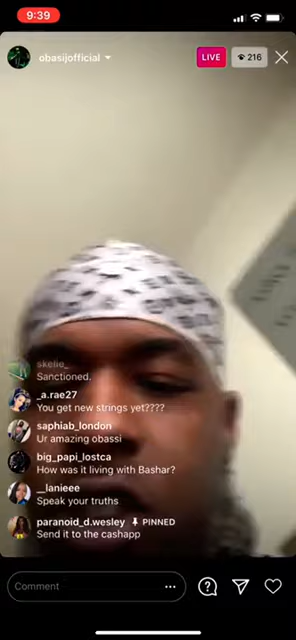 9:39
obasijofficial
LIVE
216
skelie_
Sanctioned.
_a.rae27
You get new strings yet????
saphiab_london
Ur amazing obassi
big_papi_lostca
How was it living with Bashar?
__lanieee
Speak your truths
paranoid_d.wesley PINNED
Send it to the cashapp
Comment